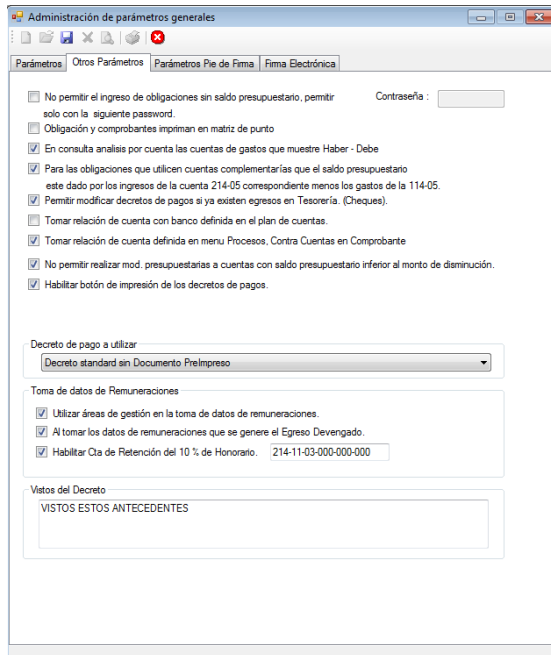 Administración de parámetros generales
Parámetros
Otros Parámetros
Parámetros Pie de Firma
Firma Electrónica
No permitir el ingreso de obligaciones sin saldo presupuestario, permitir
Contraseña :
solo con la siguiente password.
Obligación y comprobantes impriman en matriz de punto
En consulta analisis por cuenta las cuentas de gastos que muestre Haber - Debe
Para las obligaciones que utilicen cuentas complementarías que el saldo presupuestario
este dado por los ingresos de la cuenta 214-05 correspondiente menos los gastos de la 114-05.
Permitir modificar decretos de pagos si ya existen egresos en Tesorería. (Cheques).
Tomar relación de cuenta con banco definida en el plan de cuentas.
Tomar relación de cuenta definida en menu Procesos, Contra Cuentas en Comprobante
No permitir realizar mod. presupuestarias a cuentas con saldo presupuestario inferior al monto de disminución.
Habilitar botón de impresión de los decretos de pagos.
Decreto de pago a utilizar
Decreto standard sin Documento PreImpreso
Toma de datos de Remuneraciones
Utilizar áreas de gestión en la toma de datos de remuneraciones.
Al tomar los datos de remuneraciones que se genere el Egreso Devengado.
Habilitar Cta de Retención del 10 % de Honorario.
214-11-03-000-000-000
Vistos del Decreto
VISTOS ESTOS ANTECEDENTES